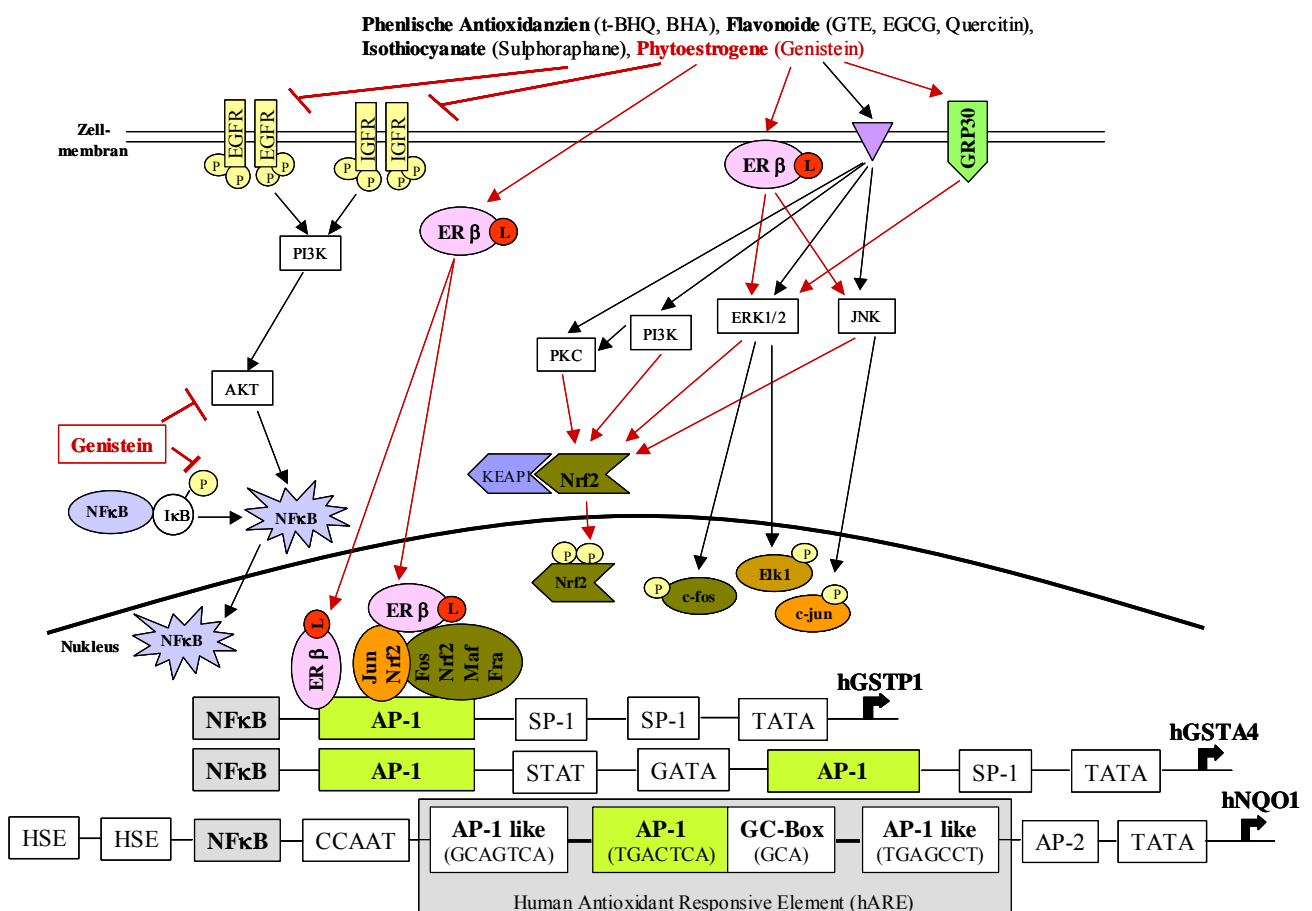 Phenlische Antioxidanzien (t-BHQ, BHA), Flavonoide (GTE, EGCG, Quercitin),
Isothiocyanate (Sulphoraphane), Phytoestrogene (Genistein)
Zell-
membran
EGFR
EGFR
IGFR
IGFR
GRP30
P
P
P
P
P
P
P
P
ER β
L
ER β
L
PI3K
PKC
PI3K
ERK1/2
JNK
AKT
Genistein
P
NFκB
IκB
NFκB
KEAP1
Nrf2
P
P
Nrf2
P
c-fos
Elk1
P
c-jun
P
Nukleus
NFκB
ER β
L
ER β
L
Jun
Nrf2
Fos
Nrf2
Maf
Fra
hGSTP1
NFκB
AP-1
SP-1
SP-1
TATA
hGSTA4
NFκB
AP-1
STAT
GATA
AP-1
SP-1
TATA
hNQO1
HSE
HSE
NFκB
CCAAT
AP-1 like
(GCAGTCA)
AP-1
(TGACTCA)
GC-Box
(GCA)
AP-1 like
(TGAGCCT)
AP-2
TATA
Human Antioxidant Responsive Element (hARE)